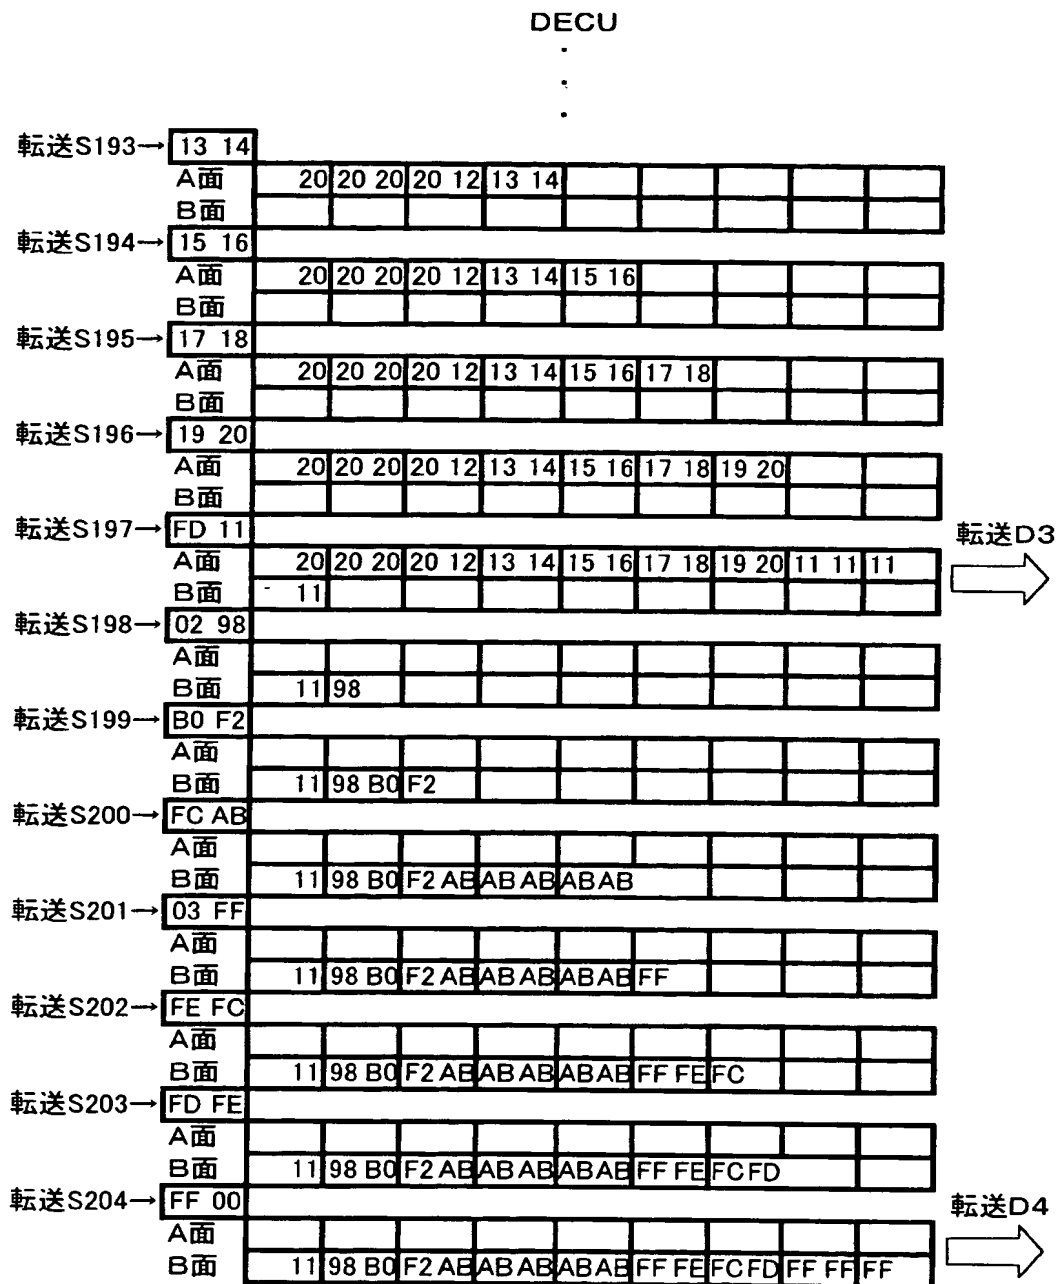 DECU
転送S193→ 13 14
A面 20 20 20 20 12 13 14
B面
転送S194→ 15 16
A面 20 20 20 20 12 13 14 15 16
B面
転送S195→ 17 18
A面 20 20 20 20 12 13 14 15 16 17 18
B面
転送S196→ 19 20
A面 20 20 20 20 12 13 14 15 16 17 18 19 20
B面
転送S197→ FD 11
転送D3
A面 20 20 20 20 12 13 14 15 16 17 18 19 20 11 11 11
B面 11
転送S198→ 02 98
A面
B面 11 98
転送S199→ B0 F2
A面
B面 11 98 B0 F2
転送S200→ FC AB
A面
B面 11 98 B0 F2 AB AB AB AB AB
転送S201→ 03 FF
A面
B面 11 98 B0 F2 AB AB AB AB AB FF
転送S202→ FE FC
A面
B面 11 98 B0 F2 AB AB AB AB AB FF FE FC
転送S203→ FD FE
A面
B面 11 98 B0 F2 AB AB AB AB AB FF FE FC FD
転送S204→ FF 00
転送D4
A面
B面 11 98 B0 F2 AB AB AB AB AB FF FE FC FD FF FF FF